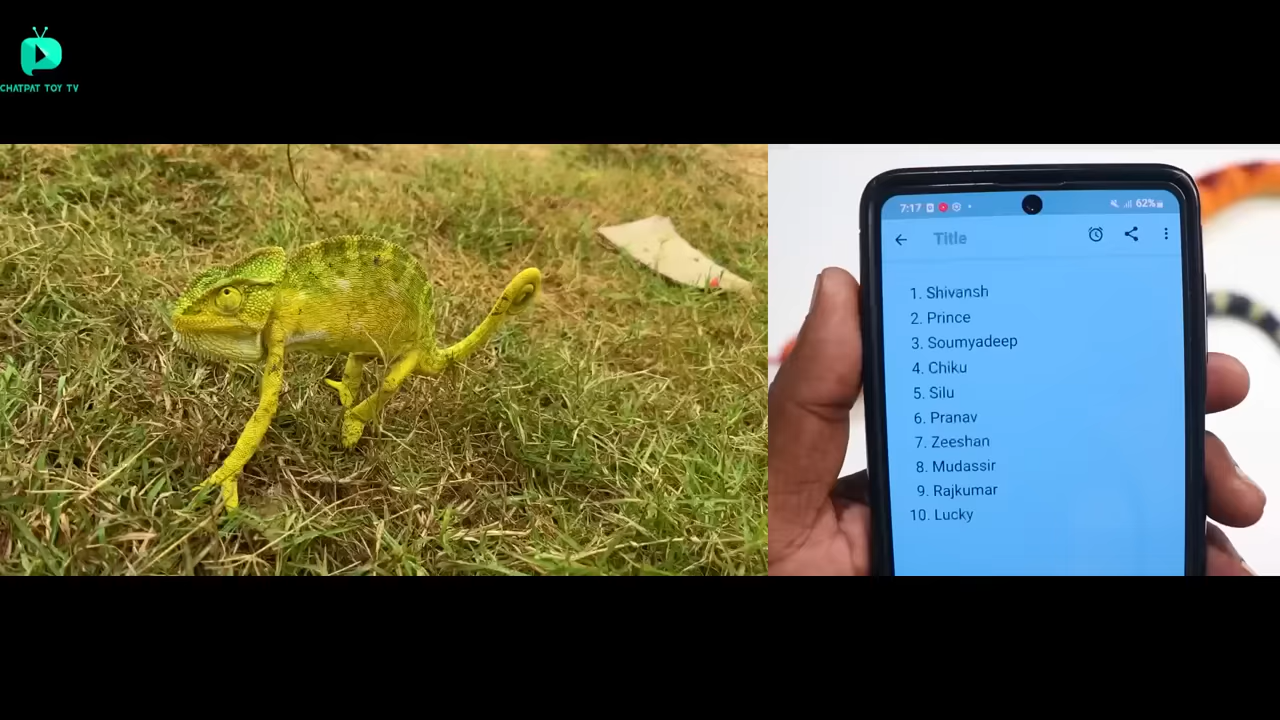 CHATPAT TOY TV
7:17
62%
Title
1. Shivansh
2. Prince
3. Soumyadeep
4. Chiku
5. Silu
6. Pranav
7. Zeeshan
8. Mudassir
9. Rajkumar
10. Lucky